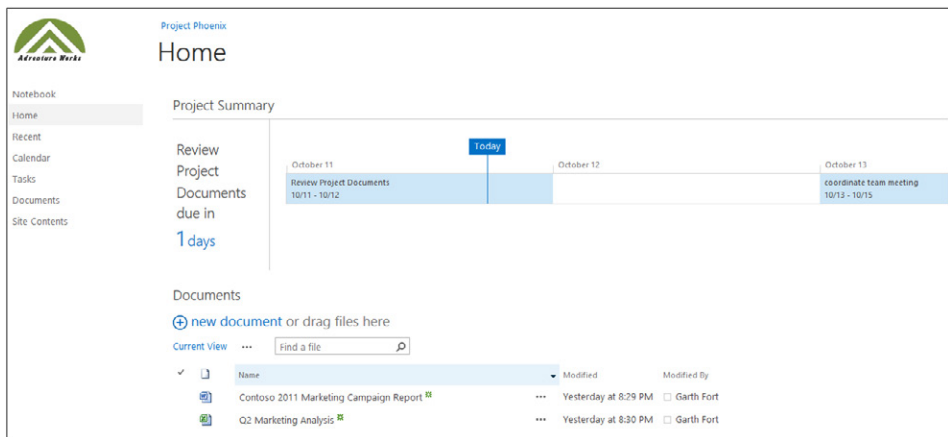 Project Phoenix
Home
Adventure Works
Notebook
Home
Recent
Calendar
Tasks
Documents
Site Contents
Project Summary
Review
Project
Documents
due in
1 days
Today
October 11
October 12
October 13
Review Project Documents
10/11 - 10/12
coordinate team meeting
10/13 - 10/15
Documents
new document or drag files here
Current View ... Find a file
Name Modified Modified By
Contoso 2011 Marketing Campaign Report ... Yesterday at 8:29 PM Garth Fort
Q2 Marketing Analysis ... Yesterday at 8:30 PM Garth Fort